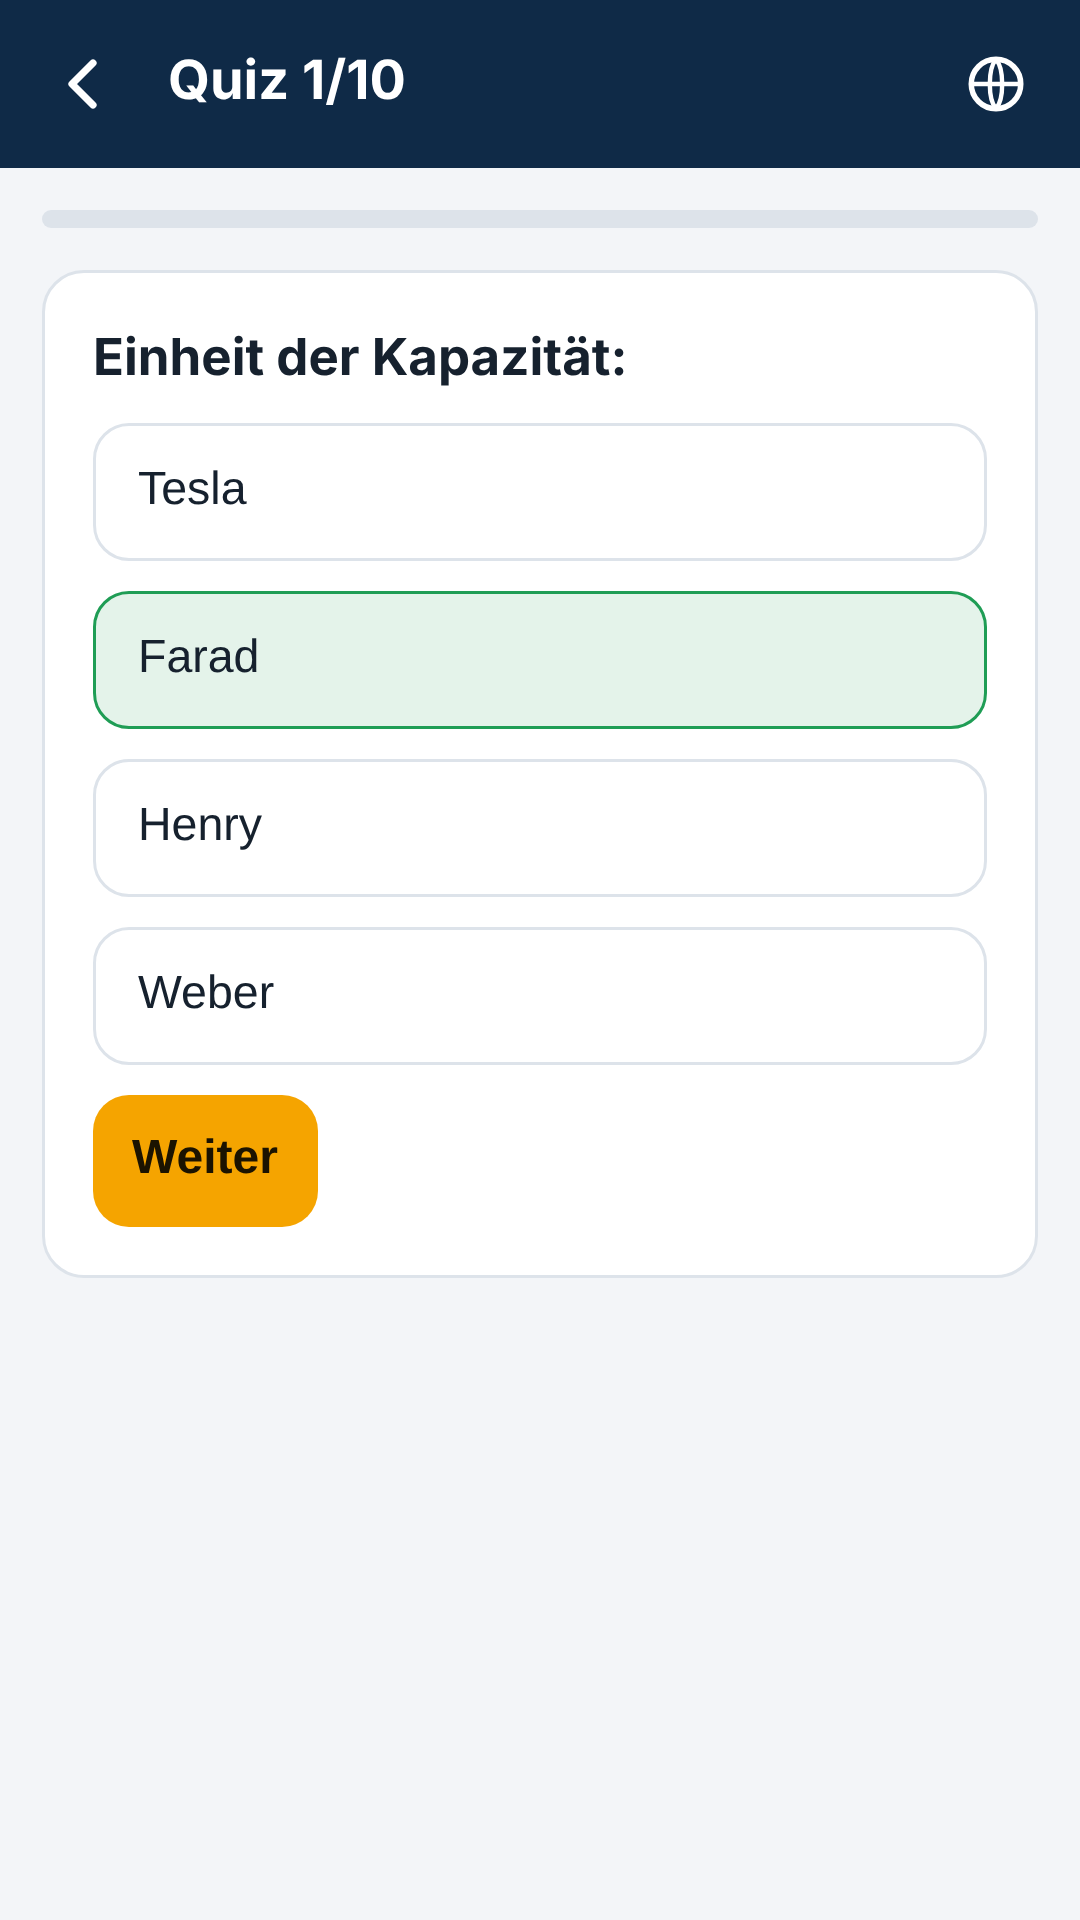 Quiz 1/10
Einheit der Kapazität:
Tesla
Farad
Henry
Weber
Weiter